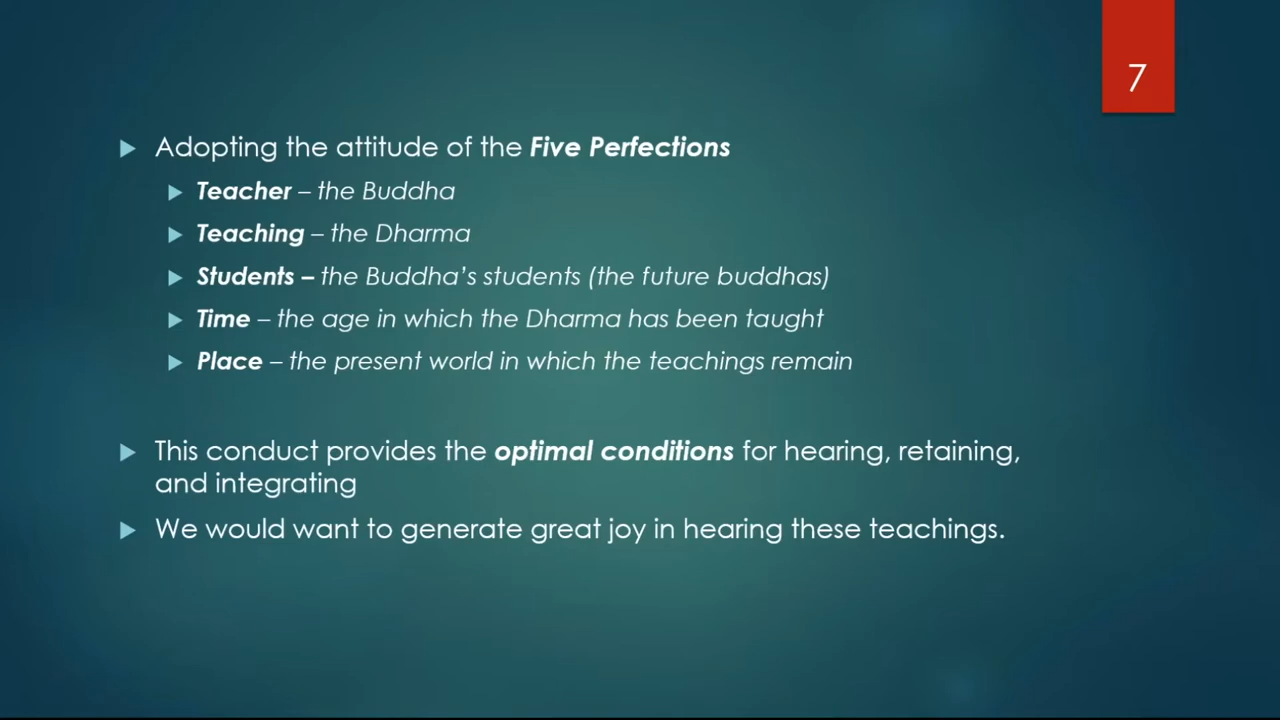 7
Adopting the attitude of the Five Perfections
Teacher – the Buddha
Teaching – the Dharma
Students – the Buddha’s students (the future buddhas)
Time – the age in which the Dharma has been taught
Place – the present world in which the teachings remain
This conduct provides the optimal conditions for hearing, retaining,
and integrating
We would want to generate great joy in hearing these teachings.